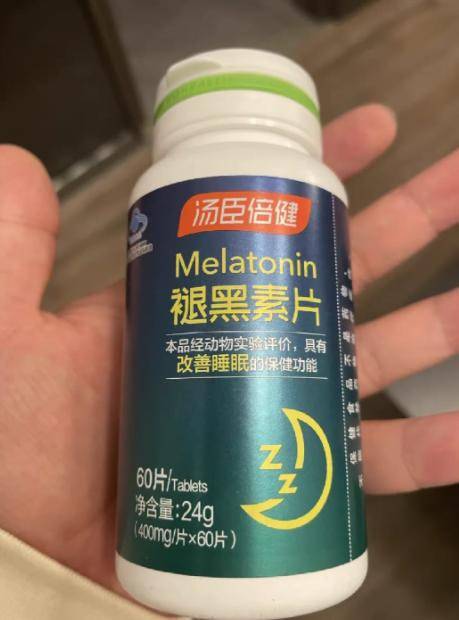 汤臣倍健
Melatonin
褪黑素片
本品经动物实验评价，具有
改善睡眠的保健功能
z
z
60片/Tablets
净含量:24g
(400mg/片×60片)